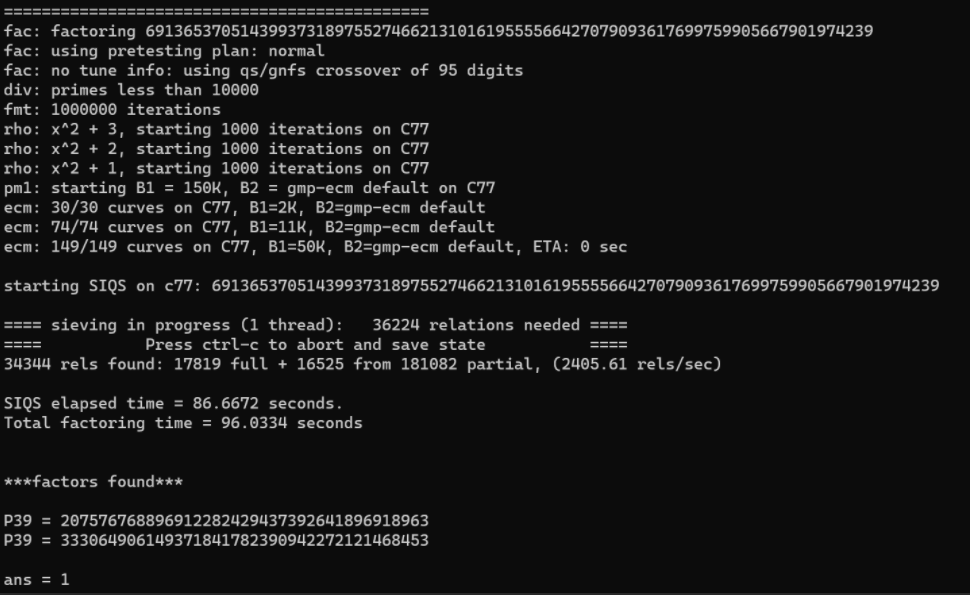 =============================================
fac: factoring 69136537051439937318975527466213101619555566427079093617699759905667901974239
fac: using pretesting plan: normal
fac: no tune info: using qs/gnfs crossover of 95 digits
div: primes less than 10000
fmt: 1000000 iterations
rho: x^2 + 3, starting 1000 iterations on C77
rho: x^2 + 2, starting 1000 iterations on C77
rho: x^2 + 1, starting 1000 iterations on C77
pm1: starting B1 = 150K, B2 = gmp-ecm default on C77
ecm: 30/30 curves on C77, B1=2K, B2=gmp-ecm default
ecm: 74/74 curves on C77, B1=11K, B2=gmp-ecm default
ecm: 149/149 curves on C77, B1=50K, B2=gmp-ecm default, ETA: 0 sec
starting SIQS on c77: 69136537051439937318975527466213101619555566427079093617699759905667901974239
==== sieving in progress (1 thread):   36224 relations needed ====
====           Press ctrl-c to abort and save state           ====
34344 rels found: 17819 full + 16525 from 181082 partial, (2405.61 rels/sec)
SIQS elapsed time = 86.6672 seconds.
Total factoring time = 96.0334 seconds
***factors found***
P39 = 207576768896912282429437392641896918963
P39 = 333064906149371841782390942272121468453
ans = 1